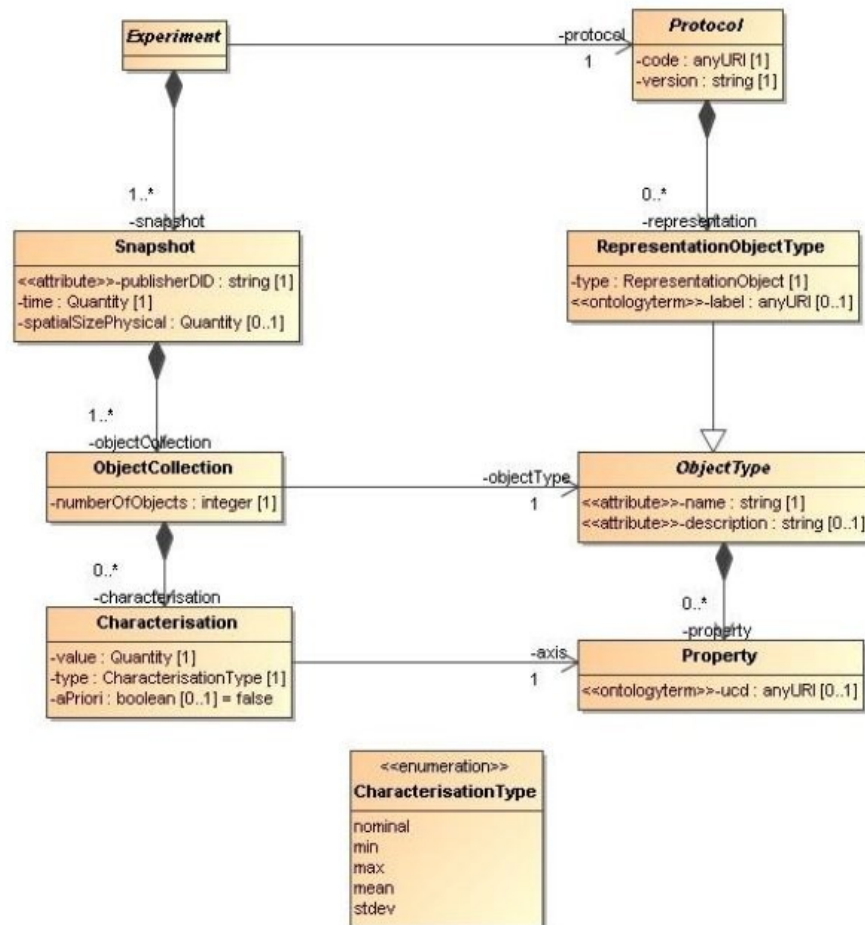 Experiment
-protocol
1
Protocol
-code : anyURI [1]
-version : string [1]
1..*
-snapshot
0..*
-representation
Snapshot
<<attribute>>-publisherDID : string [1]
-time : Quantity [1]
-spatialSizePhysical : Quantity [0..1]
RepresentationObjectType
-type : RepresentationObject [1]
<<ontologyterm>>-label : anyURI [0..1]
1..*
-objectCollection
ObjectCollection
-numberOfObjects : integer [1]
-objectType
1
ObjectType
<<attribute>>-name : string [1]
<<attribute>>-description : string [0..1]
0..*
-characterisation
0..*
-property
Characterisation
-value : Quantity [1]
-type : CharacterisationType [1]
-aPriori : boolean [0..1] = false
-axis
1
Property
<<ontologyterm>>-ucd : anyURI [0..1]
<<enumeration>>
CharacterisationType
nominal
min
max
mean
stdev